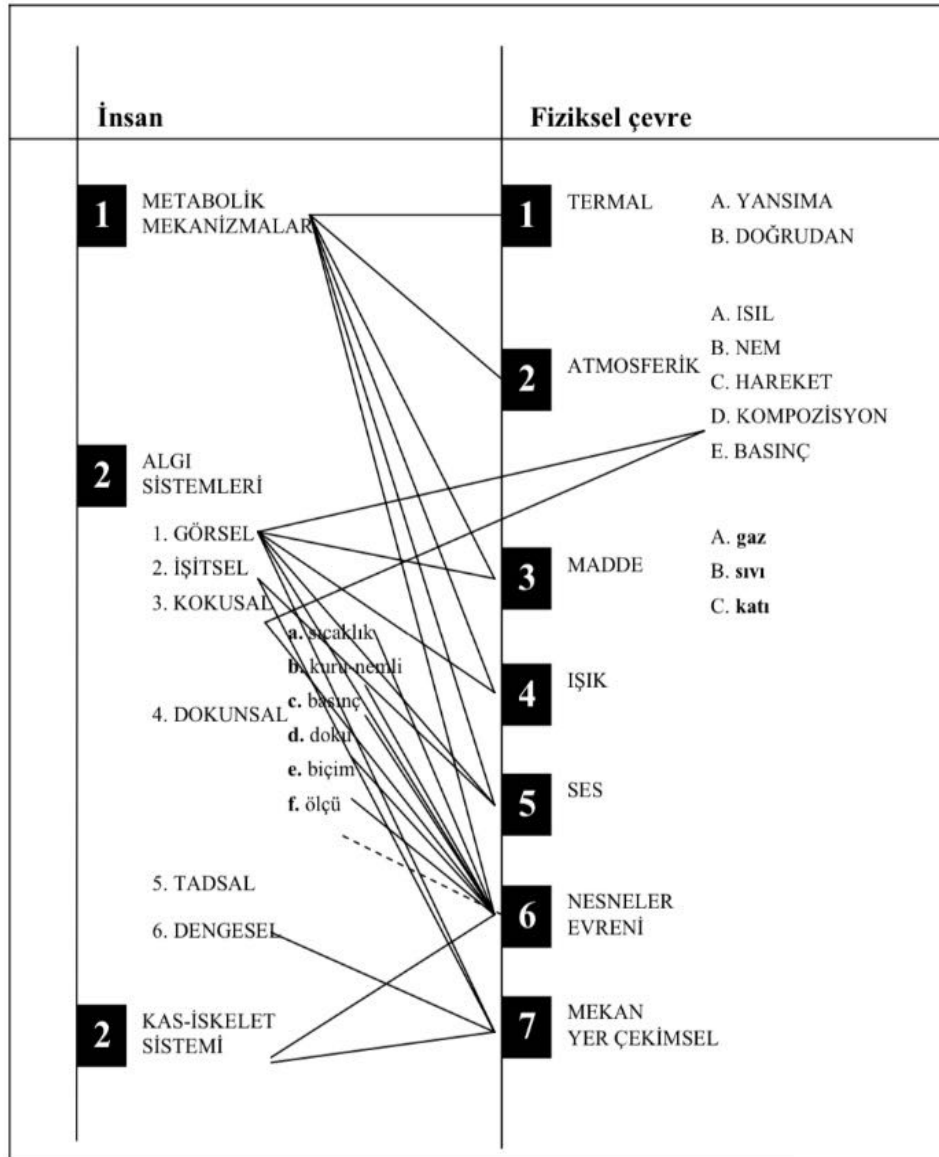 İnsan
Fiziksel çevre
1
METABOLİK
MEKANİZMALAR
1
TERMAL
A. YANSIMA
B. DOĞRUDAN
2
ATMOSFERİK
A. ISIL
B. NEM
C. HAREKET
D. KOMPOZİSYON
E. BASINÇ
2
ALGI
SİSTEMLERİ
1. GÖRSEL
2. İŞİTSEL
3. KOKUSAL
a. sıcaklık
b. kuru-nemli
c. basınç
4. DOKUNSAL
d. doku
e. biçim
f. ölçü
5. TADSAL
6. DENGESEL
3
MADDE
A. gaz
B. sıvı
C. katı
4
IŞIK
5
SES
6
NESNELER
EVRENİ
2
KAS-İSKELET
SİSTEMİ
7
MEKAN
YER ÇEKİMSEL